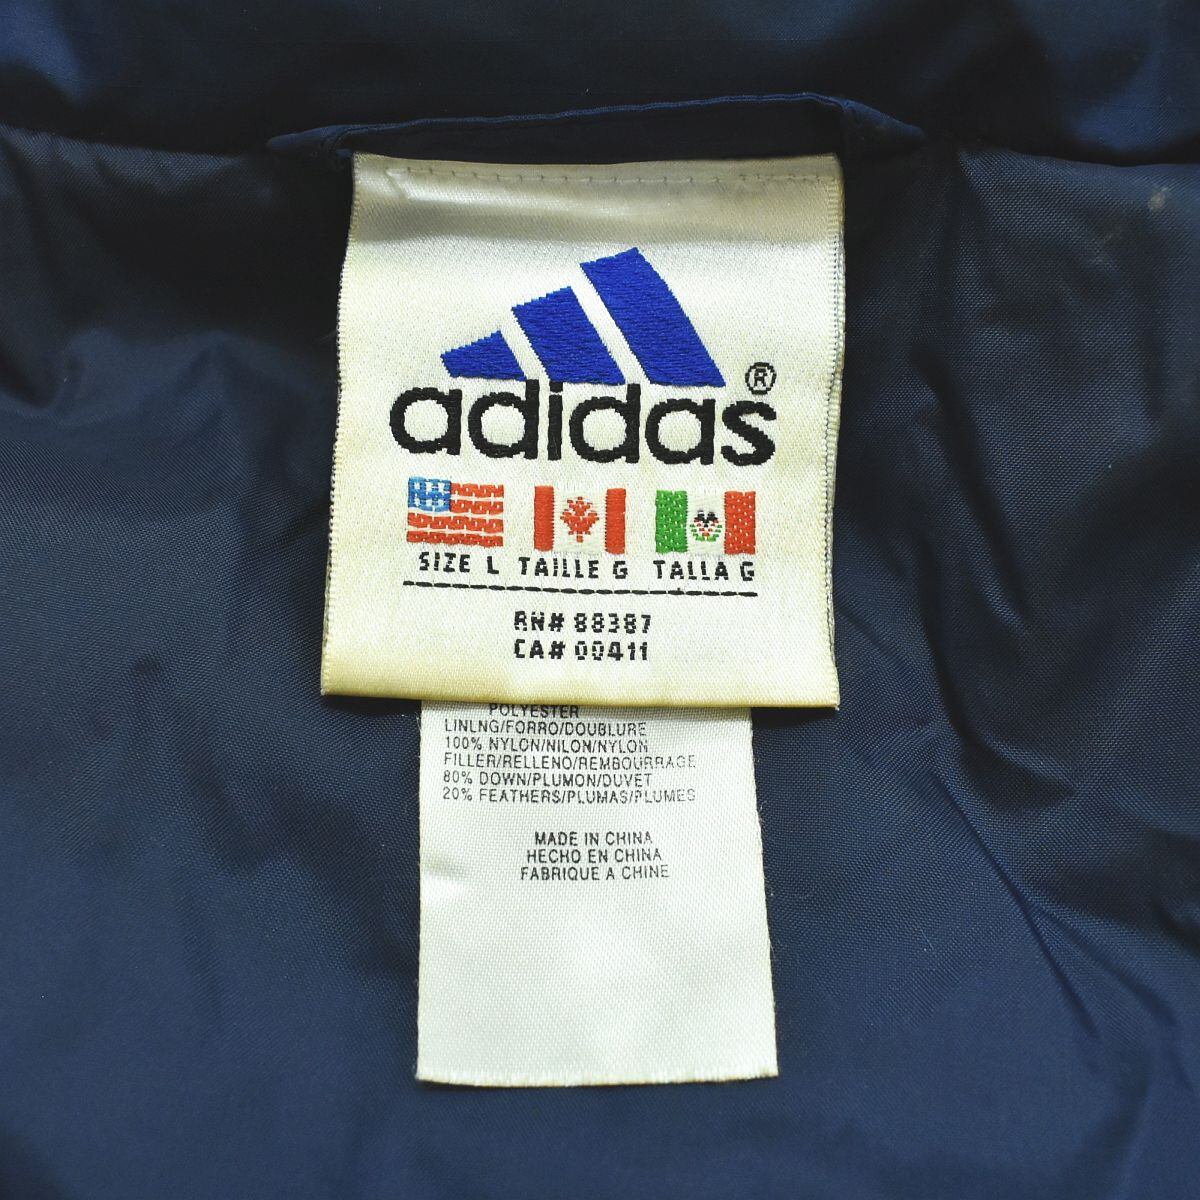 adidas®
SIZE L TAILLE G TALLA G
RN# 88387
CA# 00411
POLYESTER
LINLNG/FORRO/DOUBLURE
100% NYLON/NILON/NYLON
FILLER/RELLENO/REMBOURRAGE
80% DOWN/PLUMON/DUVET
20% FEATHERS/PLUMAS/PLUMES
MADE IN CHINA
HECHO EN CHINA
FABRIQUE A CHINE